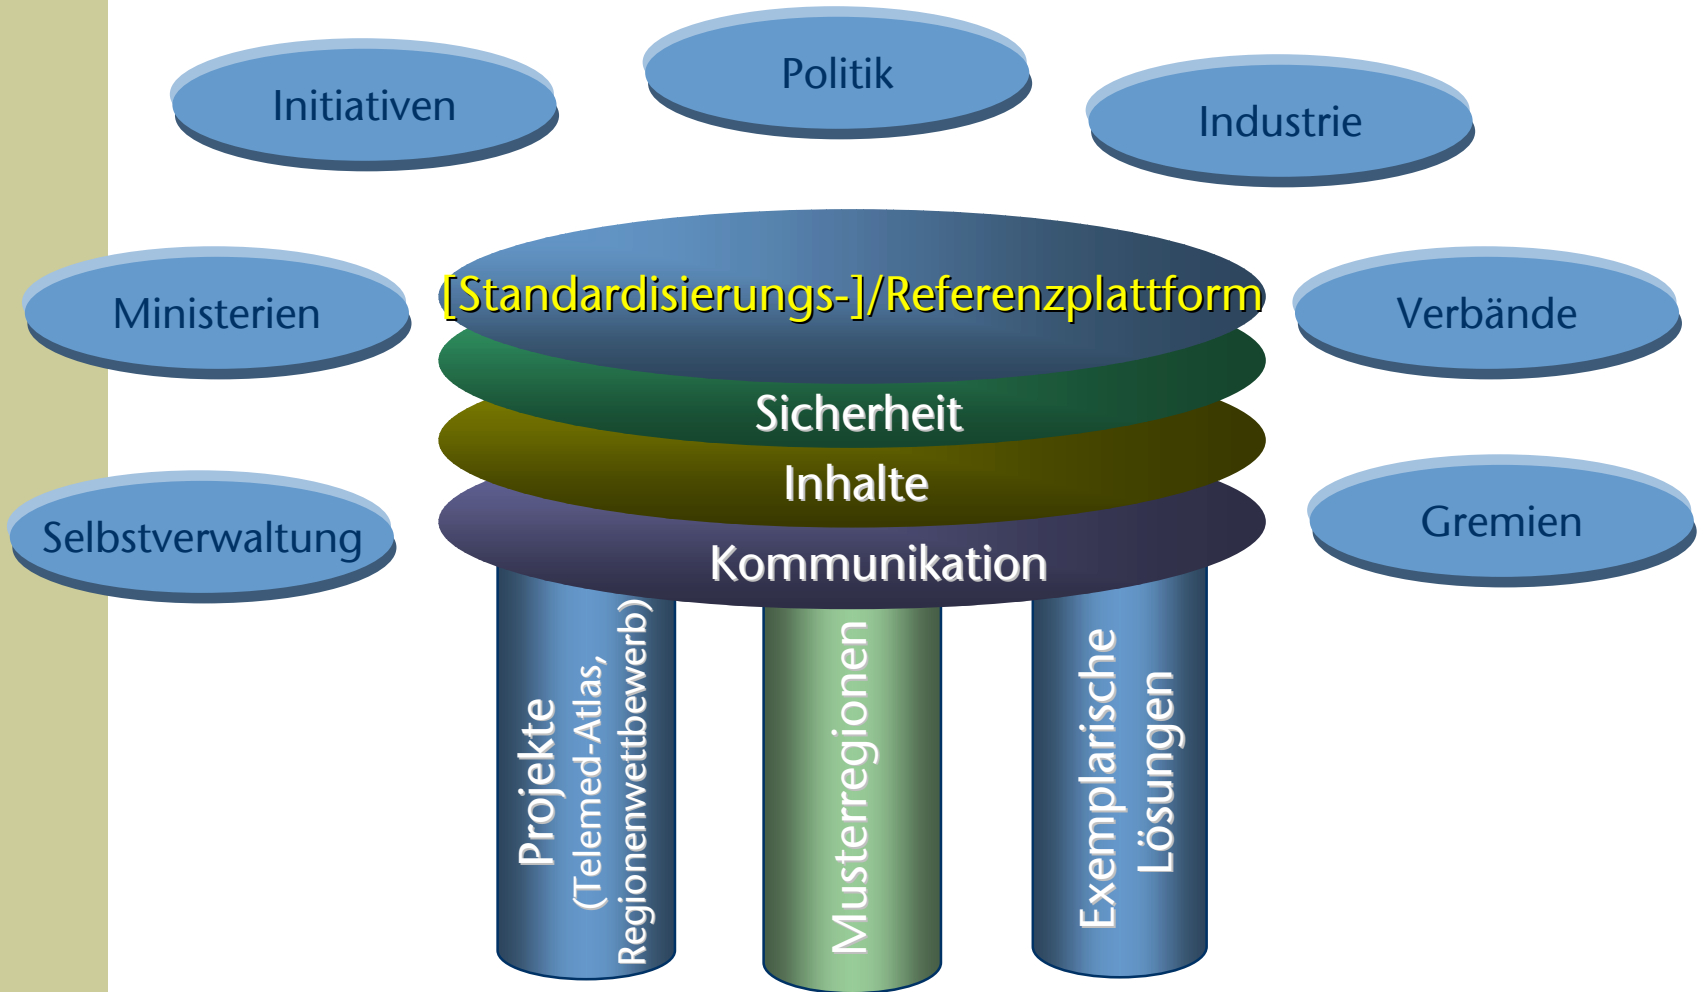 Politik
Initiativen
Industrie
Ministerien
[Standardisierungs-]/Referenzplattform
Verbände
Sicherheit
Inhalte
Selbstverwaltung
Gremien
Kommunikation
Projekte
(Telemed-Atlas,
Regionenwettbewerb)
Musterregionen
Exemplarische
Lösungen